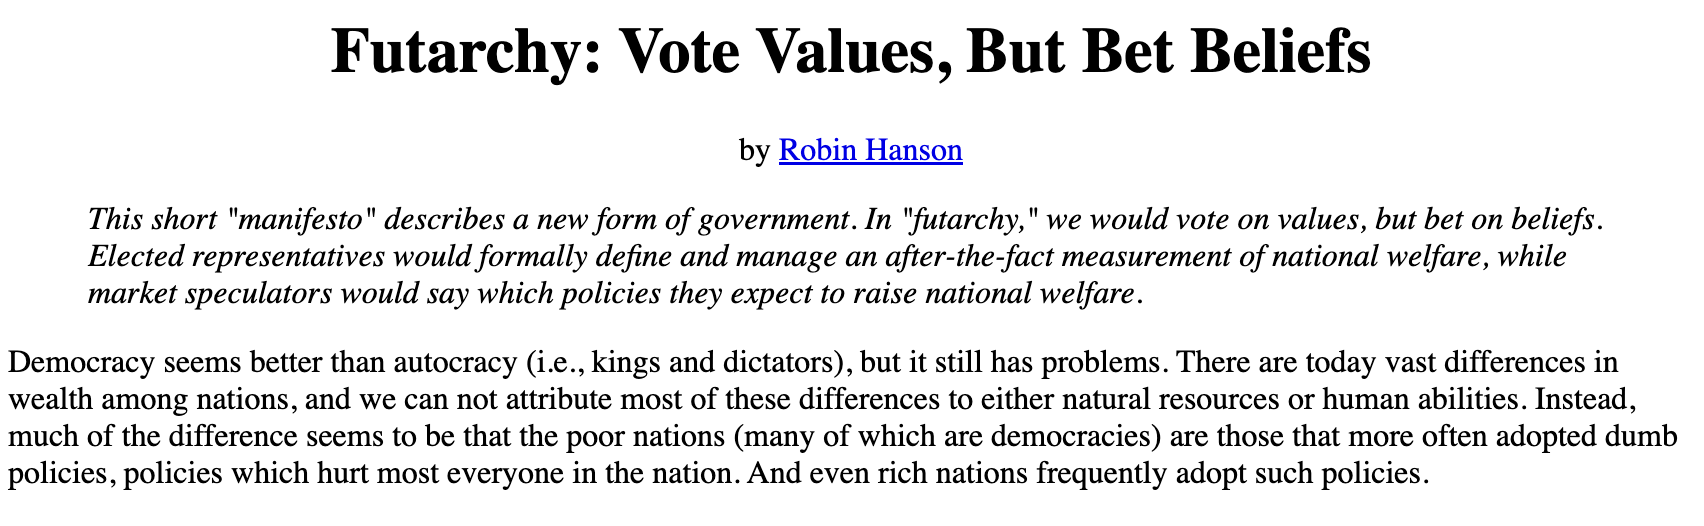 Futarchy: Vote Values, But Bet Beliefs
by Robin Hanson
This short "manifesto" describes a new form of government. In "futarchy," we would vote on values, but bet on beliefs.
Elected representatives would formally define and manage an after-the-fact measurement of national welfare, while
market speculators would say which policies they expect to raise national welfare.
Democracy seems better than autocracy (i.e., kings and dictators), but it still has problems. There are today vast differences in
wealth among nations, and we can not attribute most of these differences to either natural resources or human abilities. Instead,
much of the difference seems to be that the poor nations (many of which are democracies) are those that more often adopted dumb
policies, policies which hurt most everyone in the nation. And even rich nations frequently adopt such policies.